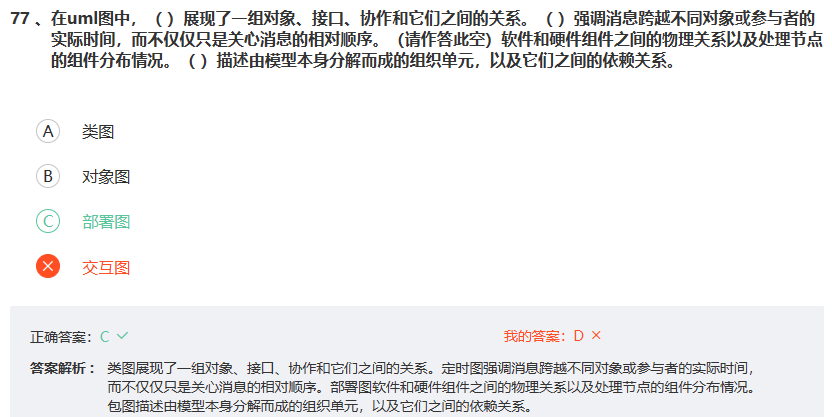 77 、在uml图中，（ ）展现了一组对象、接口、协作和它们之间的关系。（ ）强调消息跨越不同对象或参与者的
实际时间，而不仅仅只是关心消息的相对顺序。（请作答此空）软件和硬件组件之间的物理关系以及处理节点
的组件分布情况。（ ）描述由模型本身分解而成的组织单元，以及它们之间的依赖关系。
A 类图
B 对象图
C 部署图
× 交互图
正确答案：C ✓ 我的答案：D ×
答案解析： 类图展现了一组对象、接口、协作和它们之间的关系。定时图强调消息跨越不同对象或参与者的实际时间，
而不仅仅只是关心消息的相对顺序。部署图软件和硬件组件之间的物理关系以及处理节点的组件分布情况。
包图描述由模型本身分解而成的组织单元，以及它们之间的依赖关系。